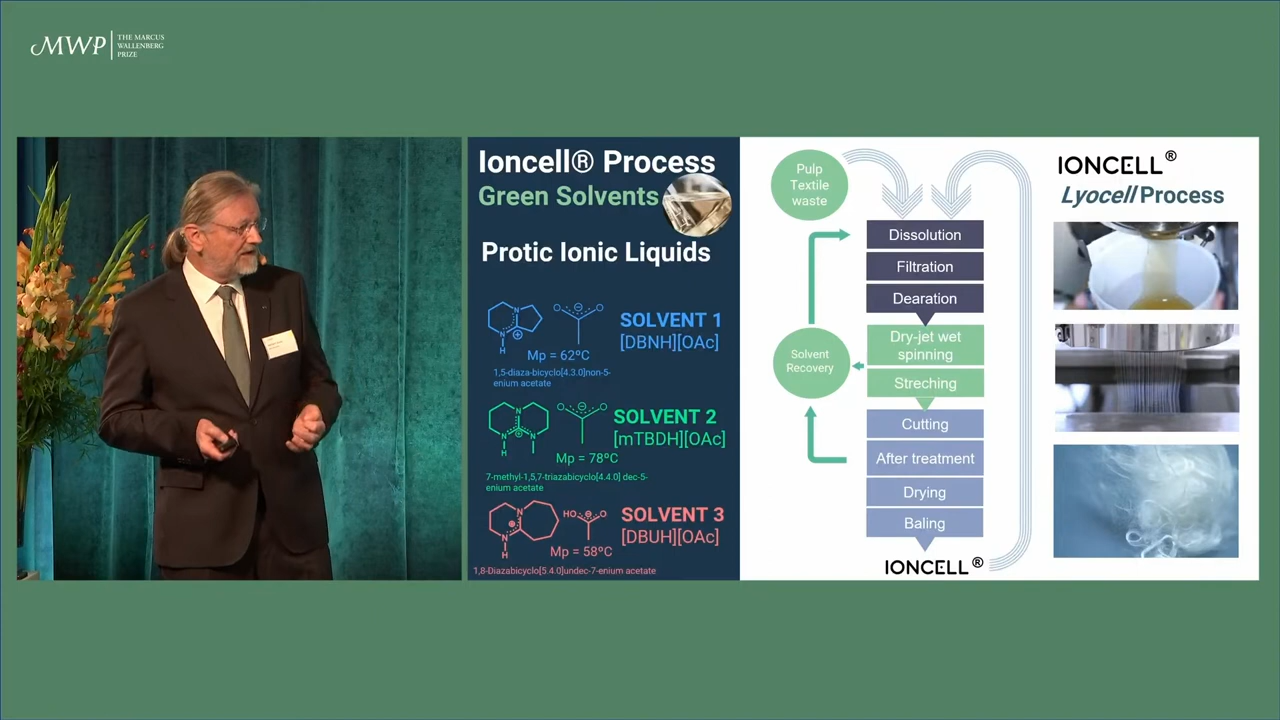 MWP
THE MARCUS
WALLENBERG
PRIZE
Ioncell® Process
Green Solvents
Protic Ionic Liquids
N
N
H
O
O
Mp = 62ºC
SOLVENT 1
[DBNH][OAc]
1,5-diaza-bicyclo[4.3.0]non-5-
enium acetate
N
N
N
H
O
O
Mp = 78ºC
SOLVENT 2
[mTBDH][OAc]
7-methyl-1,5,7-triazabicyclo[4.4.0] dec-5-
enium acetate
N
N
H
HO
O
Mp = 58ºC
SOLVENT 3
[DBUH][OAc]
1,8-Diazabicyclo[5.4.0]undec-7-enium acetate
Pulp
Textile
waste
Dissolution
Filtration
Dearation
Dry-jet wet
spinning
Streching
Solvent
Recovery
Cutting
After treatment
Drying
Baling
IONCELL®
IONCELL®
Lyocell Process